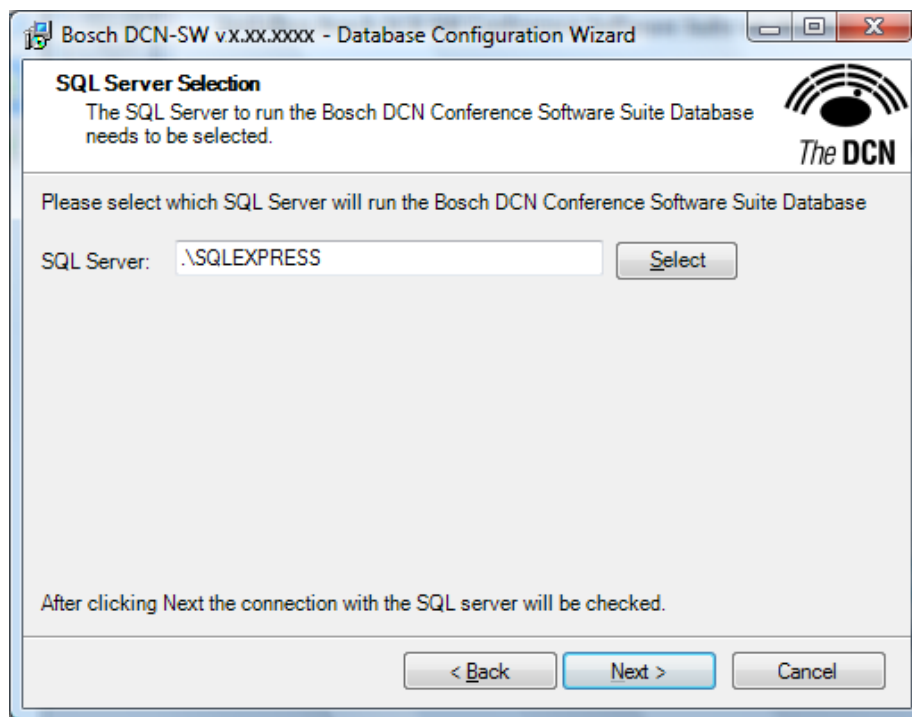 Bosch DCN-SW vx.xx.xxxx - Database Configuration Wizard
SQL Server Selection
The SQL Server to run the Bosch DCN Conference Software Suite Database
needs to be selected.
The DCN
Please select which SQL Server will run the Bosch DCN Conference Software Suite Database
SQL Server: .\SQLEXPRESS Select
After clicking Next the connection with the SQL server will be checked.
< Back Next > Cancel